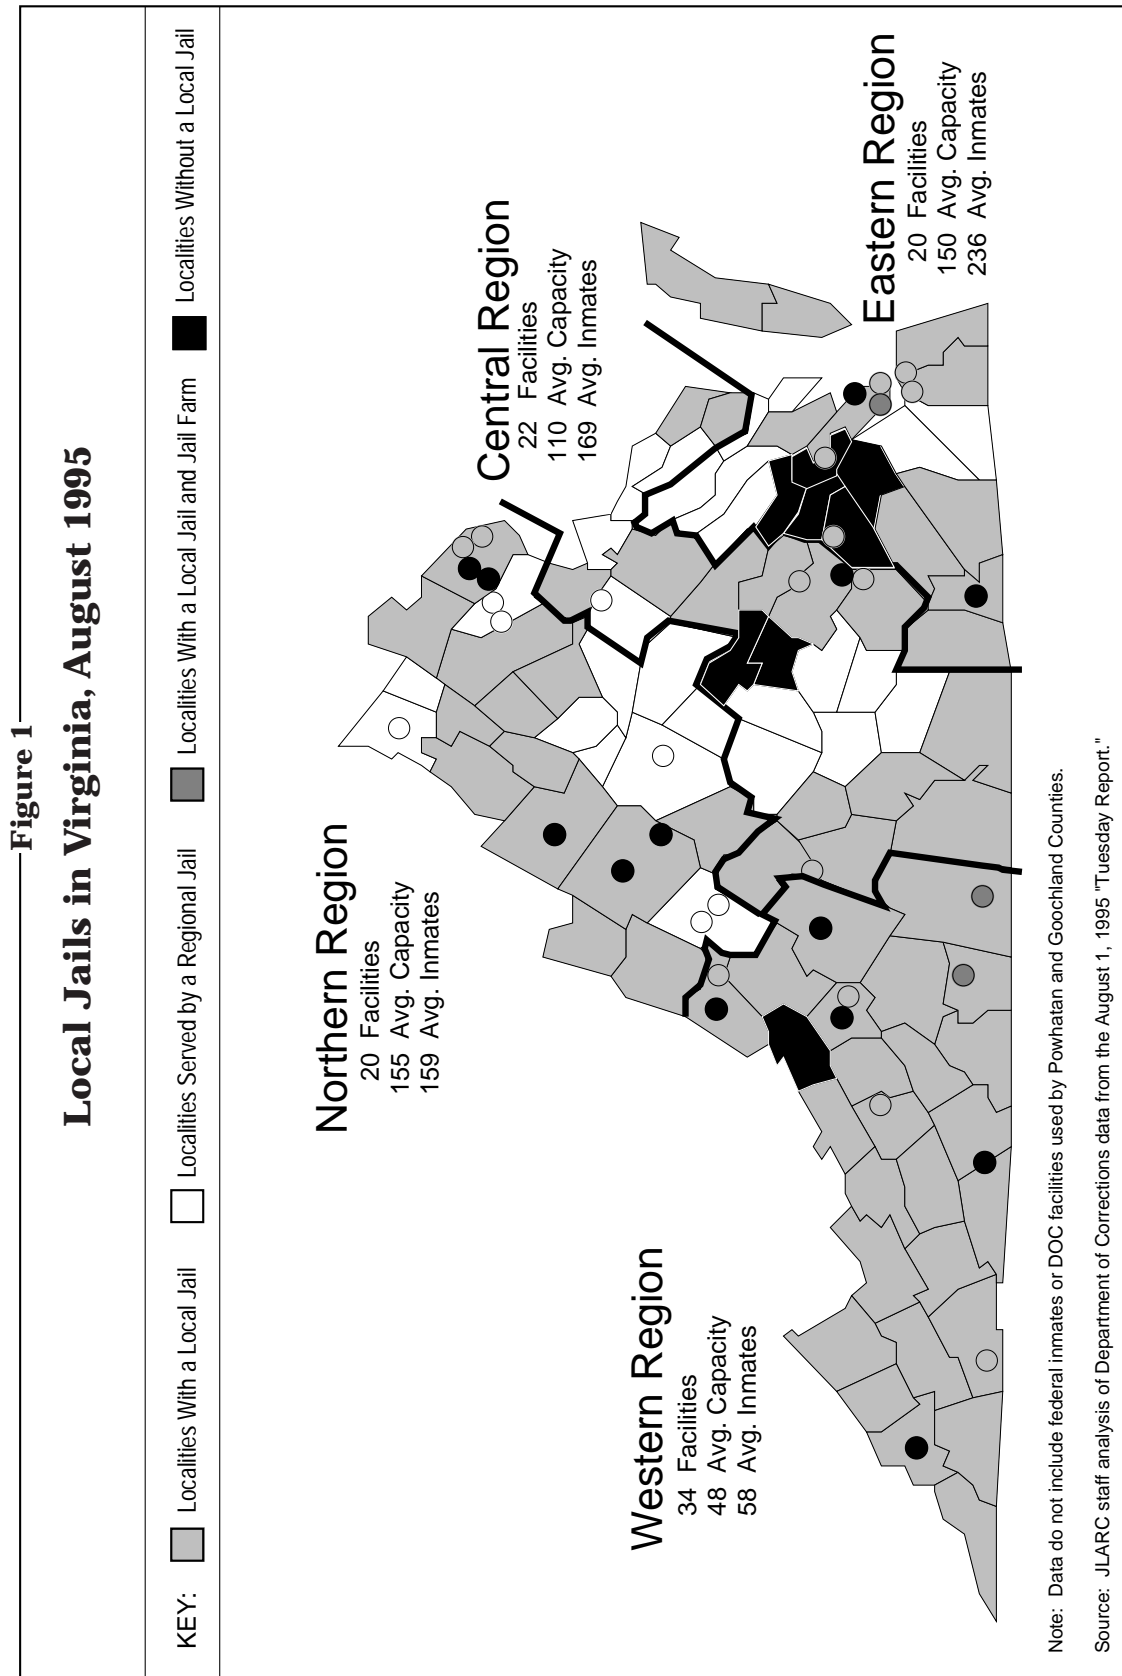 Figure 1
Local Jails in Virginia, August 1995
KEY:
Localities With a Local Jail
Localities Served by a Regional Jail
Localities With a Local Jail and Jail Farm
Localities Without a Local Jail
Northern Region
20 Facilities
155 Avg. Capacity
159 Avg. Inmates
Central Region
22 Facilities
110 Avg. Capacity
169 Avg. Inmates
Western Region
34 Facilities
48 Avg. Capacity
58 Avg. Inmates
Eastern Region
20 Facilities
150 Avg. Capacity
236 Avg. Inmates
Note: Data do not include federal inmates or DOC facilities used by Powhatan and Goochland Counties.
Source: JLARC staff analysis of Department of Corrections data from the August 1, 1995 "Tuesday Report."